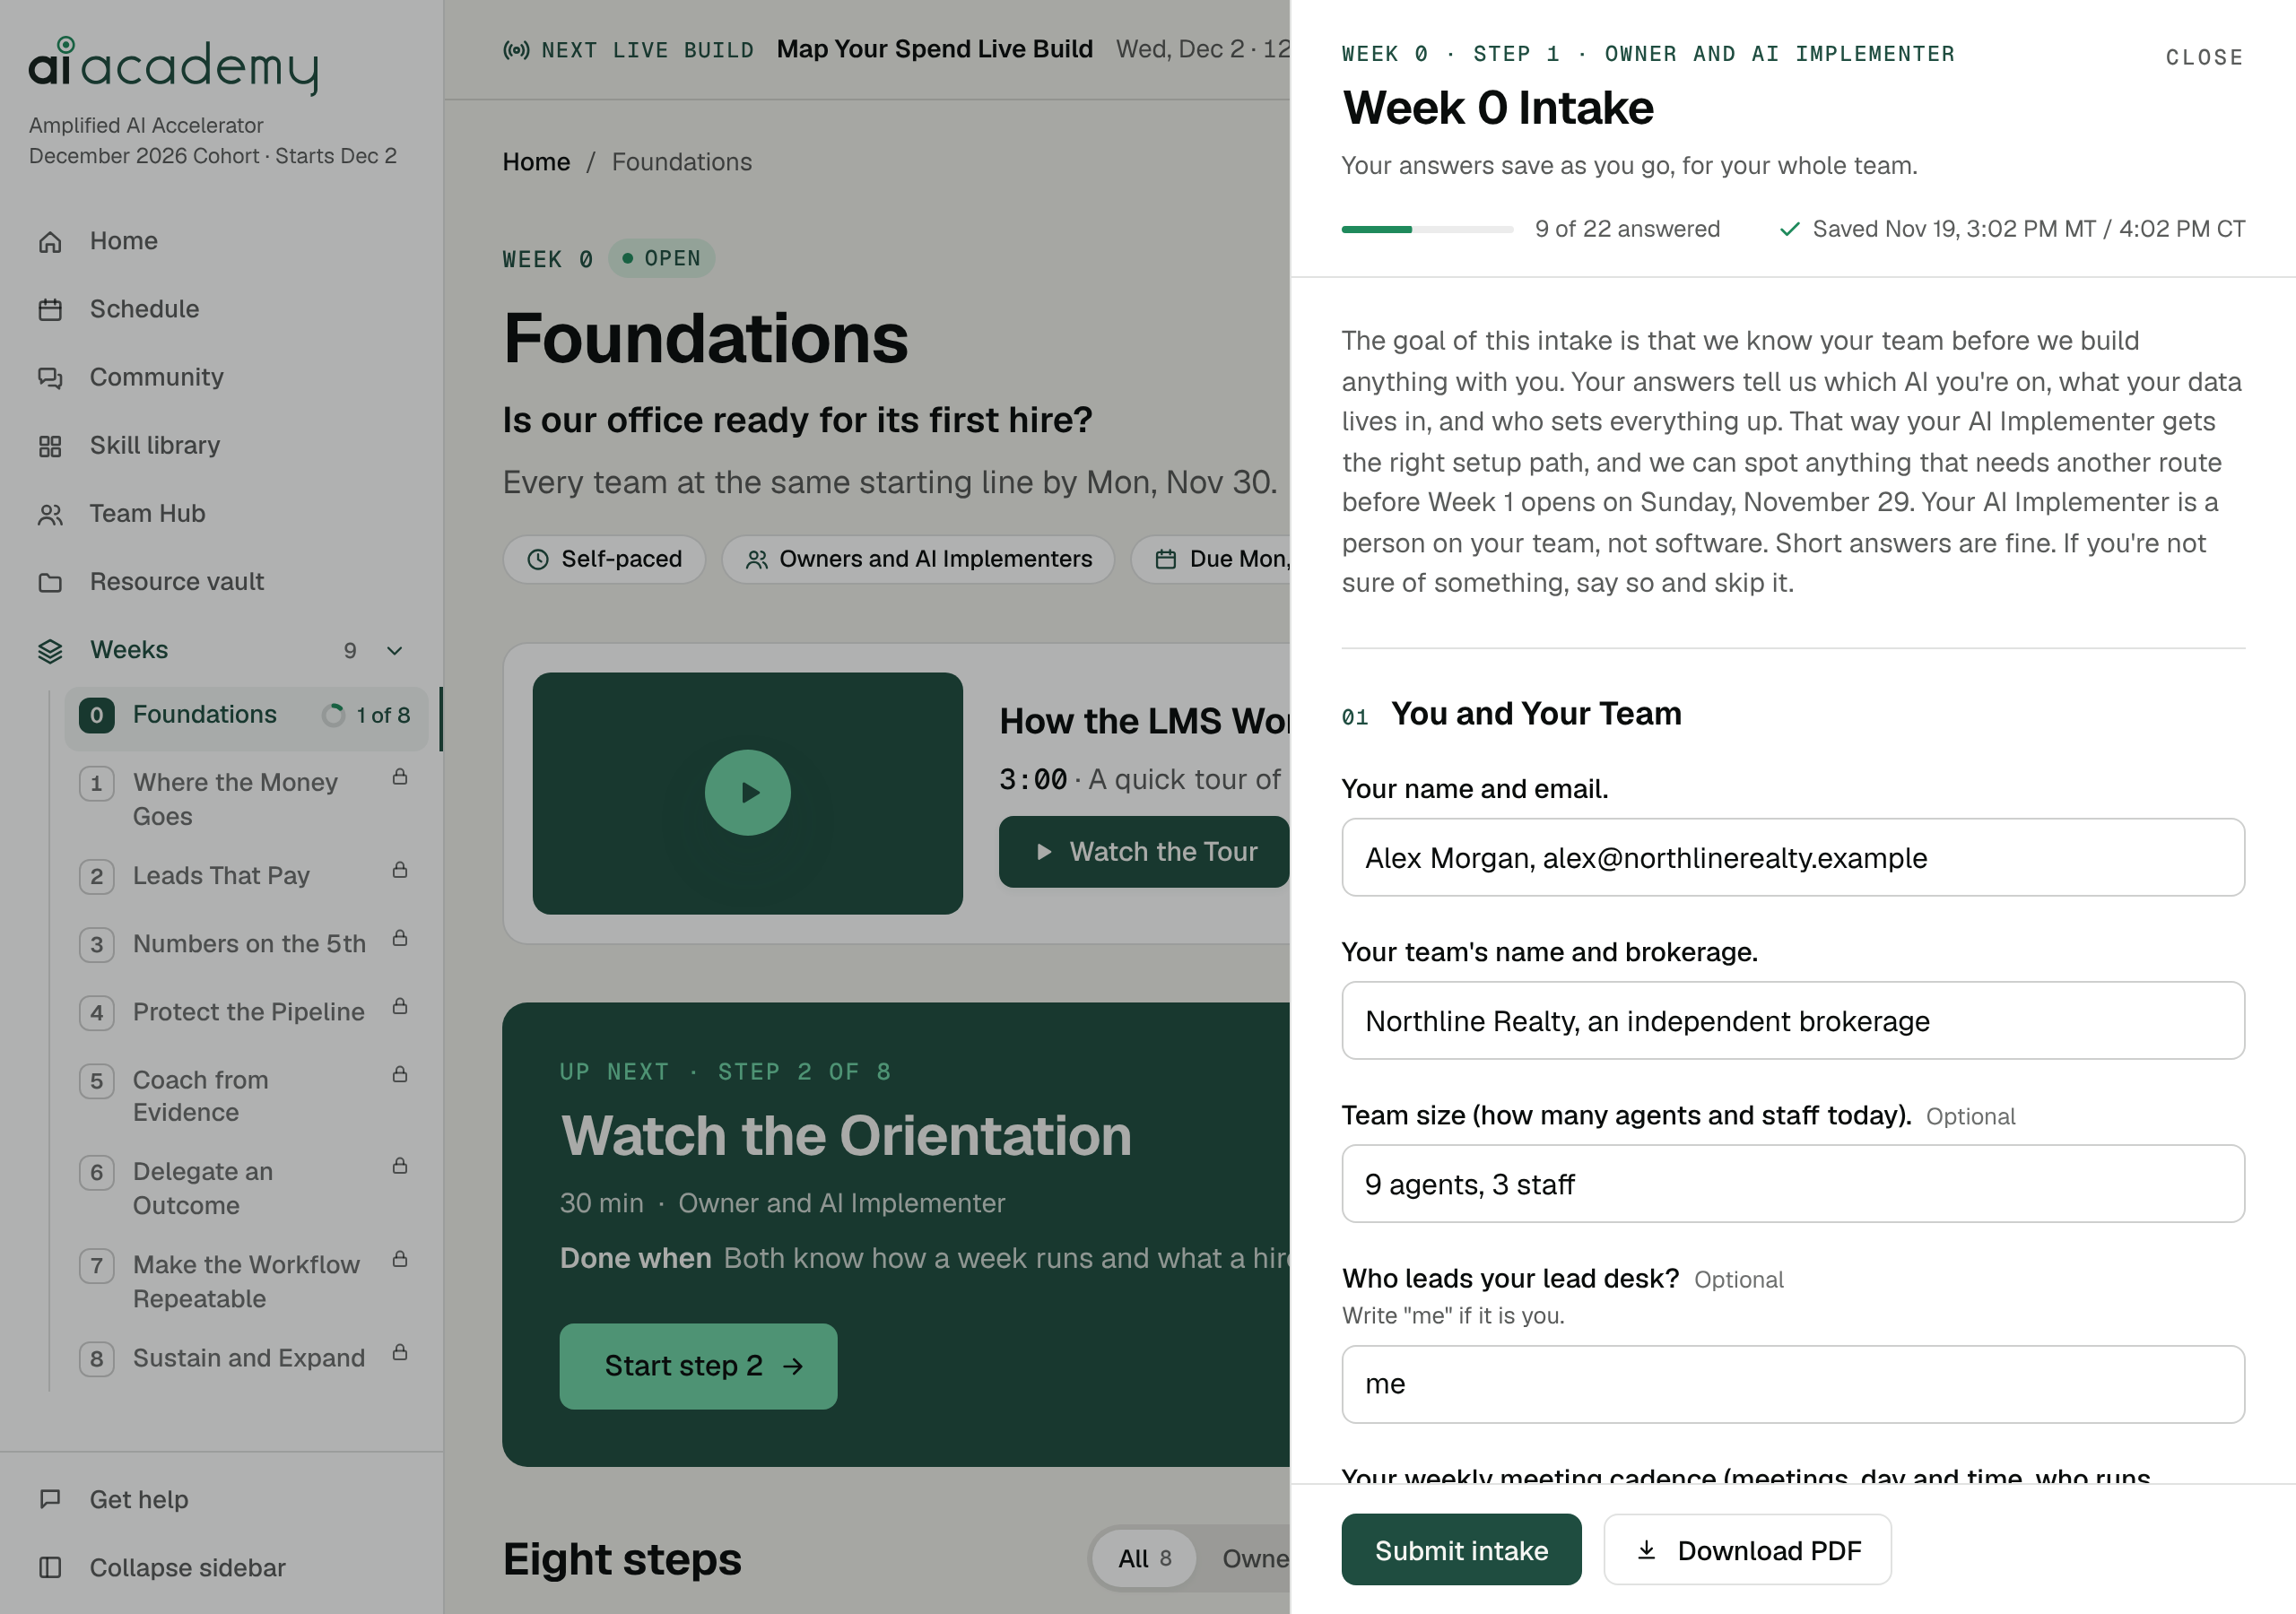 ai academy
Amplified AI Accelerator
December 2026 Cohort · Starts Dec 2
Home
Schedule
Community
Skill library
Team Hub
Resource vault
Weeks 9
0 Foundations 1 of 8
1 Where the Money
Goes
2 Leads That Pay
3 Numbers on the 5th
4 Protect the Pipeline
5 Coach from
Evidence
6 Delegate an
Outcome
7 Make the Workflow
Repeatable
8 Sustain and Expand
Get help
Collapse sidebar
NEXT LIVE BUILD Map Your Spend Live Build Wed, Dec 2 · 12
Home / Foundations
WEEK 0 OPEN
Foundations
Is our office ready for its first hire?
Every team at the same starting line by Mon, Nov 30.
Self-paced Owners and AI Implementers Due Mon,
How the LMS Wor
3:00 · A quick tour of
Watch the Tour
UP NEXT · STEP 2 OF 8
Watch the Orientation
30 min · Owner and AI Implementer
Done when Both know how a week runs and what a hire
Start step 2
Eight steps
All 8 Owne
WEEK 0 · STEP 1 · OWNER AND AI IMPLEMENTER
CLOSE
Week 0 Intake
Your answers save as you go, for your whole team.
9 of 22 answered Saved Nov 19, 3:02 PM MT / 4:02 PM CT
The goal of this intake is that we know your team before we build
anything with you. Your answers tell us which AI you're on, what your data
lives in, and who sets everything up. That way your AI Implementer gets
the right setup path, and we can spot anything that needs another route
before Week 1 opens on Sunday, November 29. Your AI Implementer is a
person on your team, not software. Short answers are fine. If you're not
sure of something, say so and skip it.
01 You and Your Team
Your name and email.
Alex Morgan, alex@northlinerealty.example
Your team's name and brokerage.
Northline Realty, an independent brokerage
Team size (how many agents and staff today). Optional
9 agents, 3 staff
Who leads your lead desk? Optional
Write "me" if it is you.
me
Your weekly meeting cadence (meetings, day and time, who runs
Submit intake Download PDF